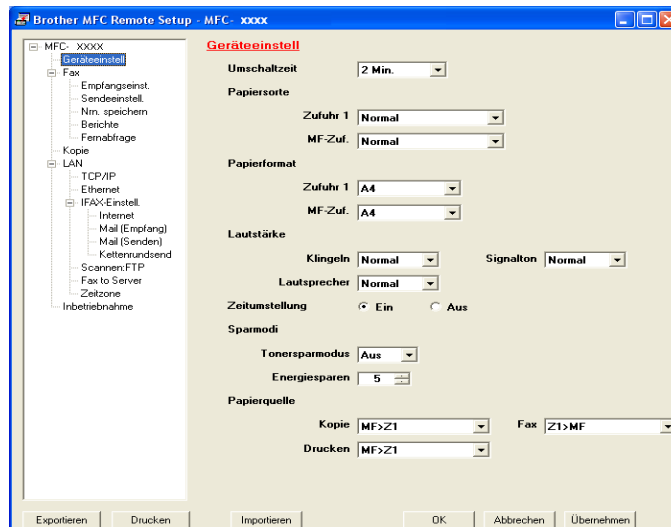 Brother MFC Remote Setup - MFC- xxxx
MFC- XXXX
Geräteeinstell
Fax
Empfangseinst.
Sendeeinstell.
Nrn. speichern
Berichte
Fernabfrage
Kopie
LAN
TCP/IP
Ethernet
IFAX-Einstell.
Internet
Mail (Empfang)
Mail (Senden)
Kettenrundsend
Scannen:FTP
Fax to Server
Zeitzone
Inbetriebnahme
Geräteeinstell
Umschaltzeit 2 Min.
Papiersorte
Zufuhr 1 Normal
MF-Zuf. Normal
Papierformat
Zufuhr 1 A4
MF-Zuf. A4
Lautstärke
Klingeln Normal Signalton Normal
Lautsprecher Normal
Zeitumstellung Ein Aus
Sparmodi
Tonersparmodus Aus
Energiesparen 5
Papierquelle
Kopie MF>Z1 Fax Z1>MF
Drucken MF>Z1
Exportieren Drucken Importieren OK Abbrechen Übernehmen